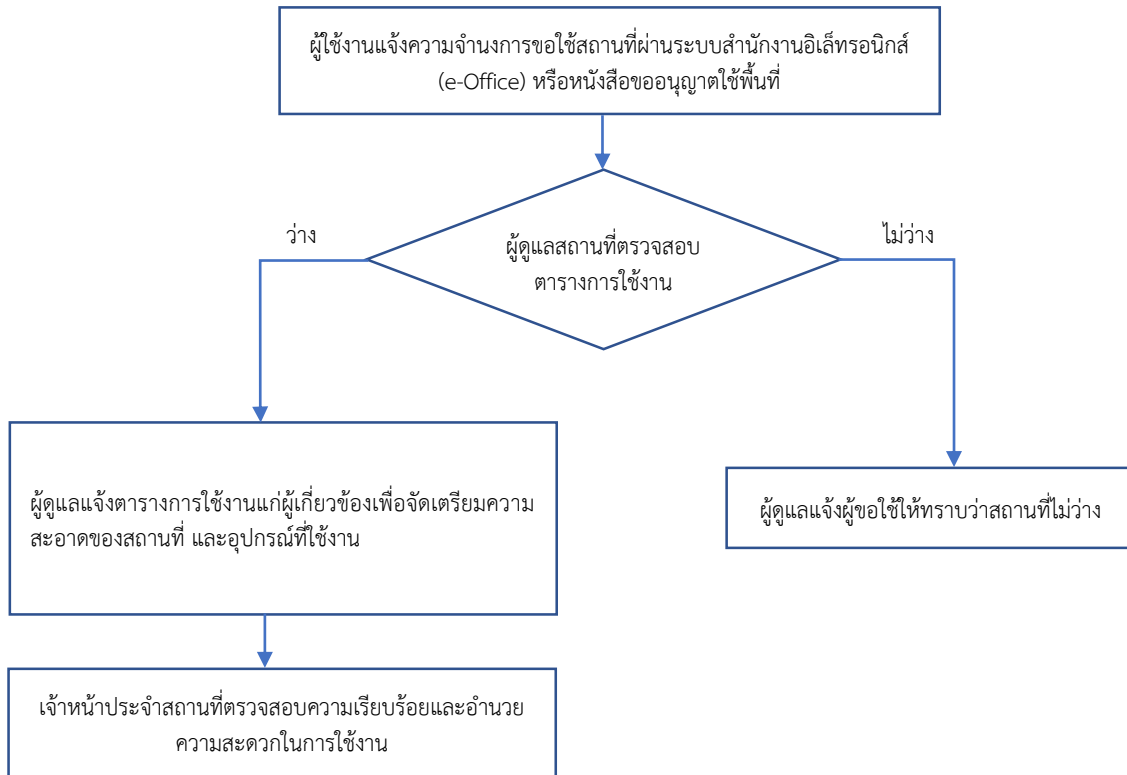 ผู้ใช้งานแจ้งความจำนงการขอใช้สถานที่ผ่านระบบสำนักงานอิเล็ทรอนิกส์
(e-Office) หรือหนังสือขออนุญาตใช้พื้นที่
ว่าง
ไม่ว่าง
ผู้ดูแลสถานที่ตรวจสอบ
ตารางการใช้งาน
ผู้ดูแลแจ้งตารางการใช้งานแก่ผู้เกี่ยวข้องเพื่อจัดเตรียมความ
สะอาดของสถานที่ และอุปกรณ์ที่ใช้งาน
ผู้ดูแลแจ้งผู้ขอใช้ให้ทราบว่าสถานที่ไม่ว่าง
เจ้าหน้าประจำสถานที่ตรวจสอบความเรียบร้อยและอำนวย
ความสะดวกในการใช้งาน